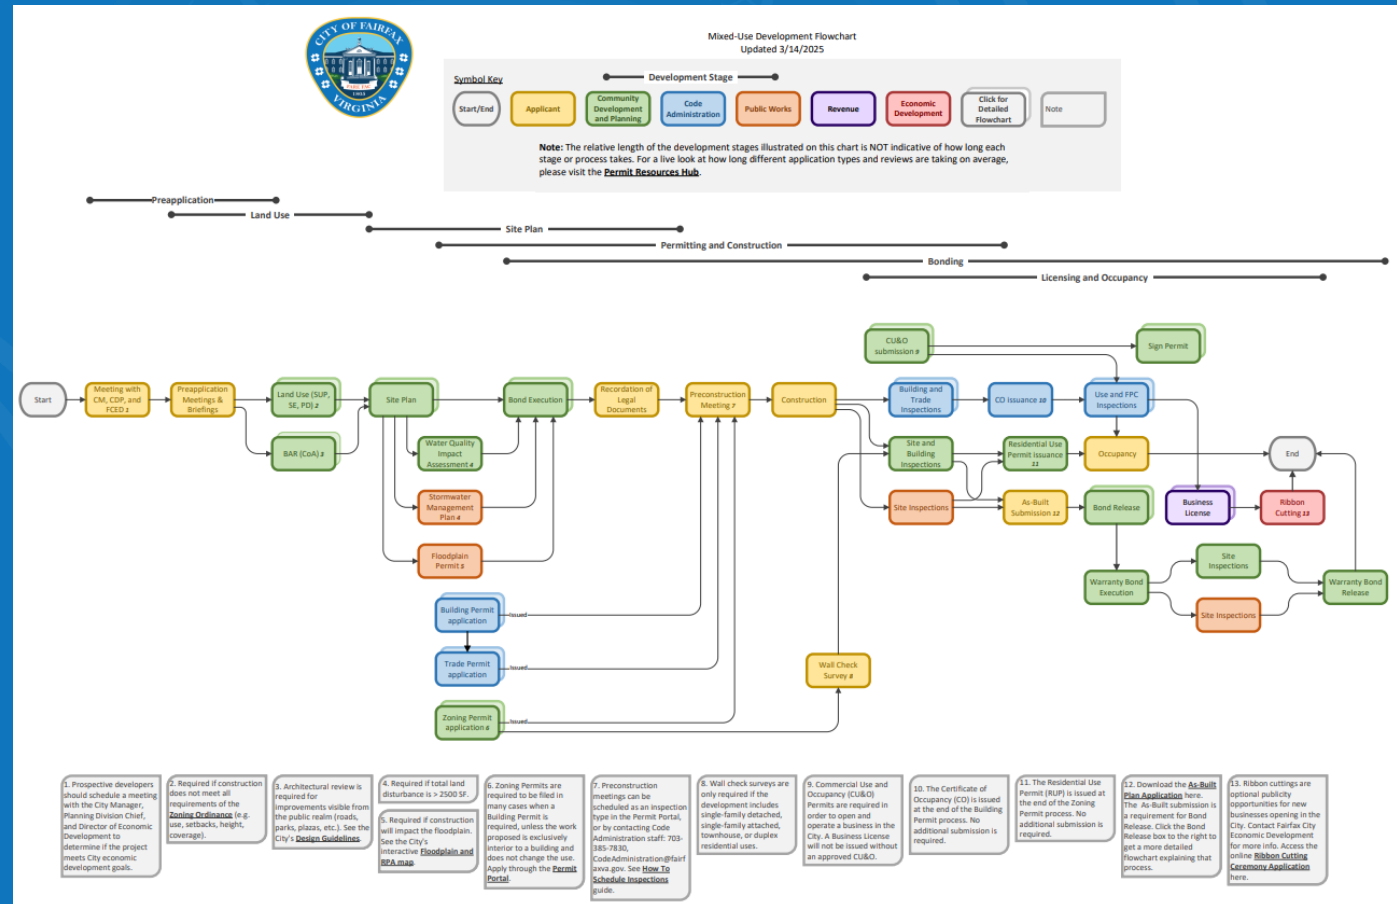 CITY OF FAIRFAX
VIRGINIA
Mixed-Use Development Flowchart
Updated 3/14/2025
Symbol Key
Development Stage
Start/End
Applicant
Community
Development
and Planning
Code
Administration
Public Works
Revenue
Economic
Development
Click for
Detailed
Flowchart
Note
Note: The relative length of the development stages illustrated on this chart is NOT indicative of how long each
stage or process takes. For a live look at how long different application types and reviews are taking on average,
please visit the Permit Resources Hub.
Preapplication
Land Use
Site Plan
Permitting and Construction
Bonding
Licensing and Occupancy
CU&O
submission 9
Sign Permit
Start
Meeting with
CM, CDP, and
FCED 1
Preapplication
Meetings &
Briefings
Land Use (SUP,
SE, PD) 2
Site Plan
Bond Execution
Recordation of
Legal
Documents
Preconstruction
Meeting 7
Construction
Building and
Trade
Inspections
CO issuance 10
Use and FPC
Inspections
BAR (CoA) 3
Water Quality
Impact
Assessment 4
Site and
Building
Inspections
Residential Use
Permit issuance
11
Occupancy
End
Stormwater
Management
Plan 4
Site Inspections
As-Built
Submission 12
Bond Release
Business
License
Ribbon
Cutting 13
Floodplain
Permit 5
Warranty Bond
Execution
Site
Inspections
Site Inspections
Warranty Bond
Release
Building Permit
application
Issued
Trade Permit
application
Issued
Wall Check
Survey 8
Zoning Permit
application 6
Issued
1. Prospective developers
should schedule a meeting
with the City Manager,
Planning Division Chief,
and Director of Economic
Development to
determine if the project
meets City economic
development goals.
2. Required if construction
does not meet all
requirements of the
Zoning Ordinance (e.g.
use, setbacks, height,
coverage).
3. Architectural review is
required for
improvements visible from
the public realm (roads,
parks, plazas, etc.). See the
City's Design Guidelines.
4. Required if total land
disturbance is > 2500 SF.
5. Required if construction
will impact the floodplain.
See the City's
interactive Floodplain and
RPA map.
6. Zoning Permits are
required to be filed in
many cases when a
Building Permit is
required, unless the work
proposed is exclusively
interior to a building and
does not change the use.
Apply through the Permit
Portal.
7. Preconstruction
meetings can be
scheduled as an inspection
type in the Permit Portal,
or by contacting Code
Administration staff: 703-
385-7830,
CodeAdministration@fairf
axva.gov. See How To
Schedule Inspections
guide.
8. Wall check surveys are
only required if the
development includes
single-family detached,
single-family attached,
townhouse, or duplex
residential uses.
9. Commercial Use and
Occupancy (CU&O)
Permits are required in
order to open and
operate a business in the
City. A Business License
will not be issued without
an approved CU&O.
10. The Certificate of
Occupancy (CO) is issued
at the end of the Building
Permit process. No
additional submission is
required.
11. The Residential Use
Permit (RUP) is issued at
the end of the Zoning
Permit process. No
additional submission is
required.
12. Download the As-Built
Plan Application here.
The As-Built submission is
a requirement for Bond
Release. Click the Bond
Release box to the right to
get a more detailed
flowchart explaining that
process.
13. Ribbon cuttings are
optional publicity
opportunities for new
businesses opening in the
City. Contact Fairfax City
Economic Development
for more info. Access the
online Ribbon Cutting
Ceremony Application
here.